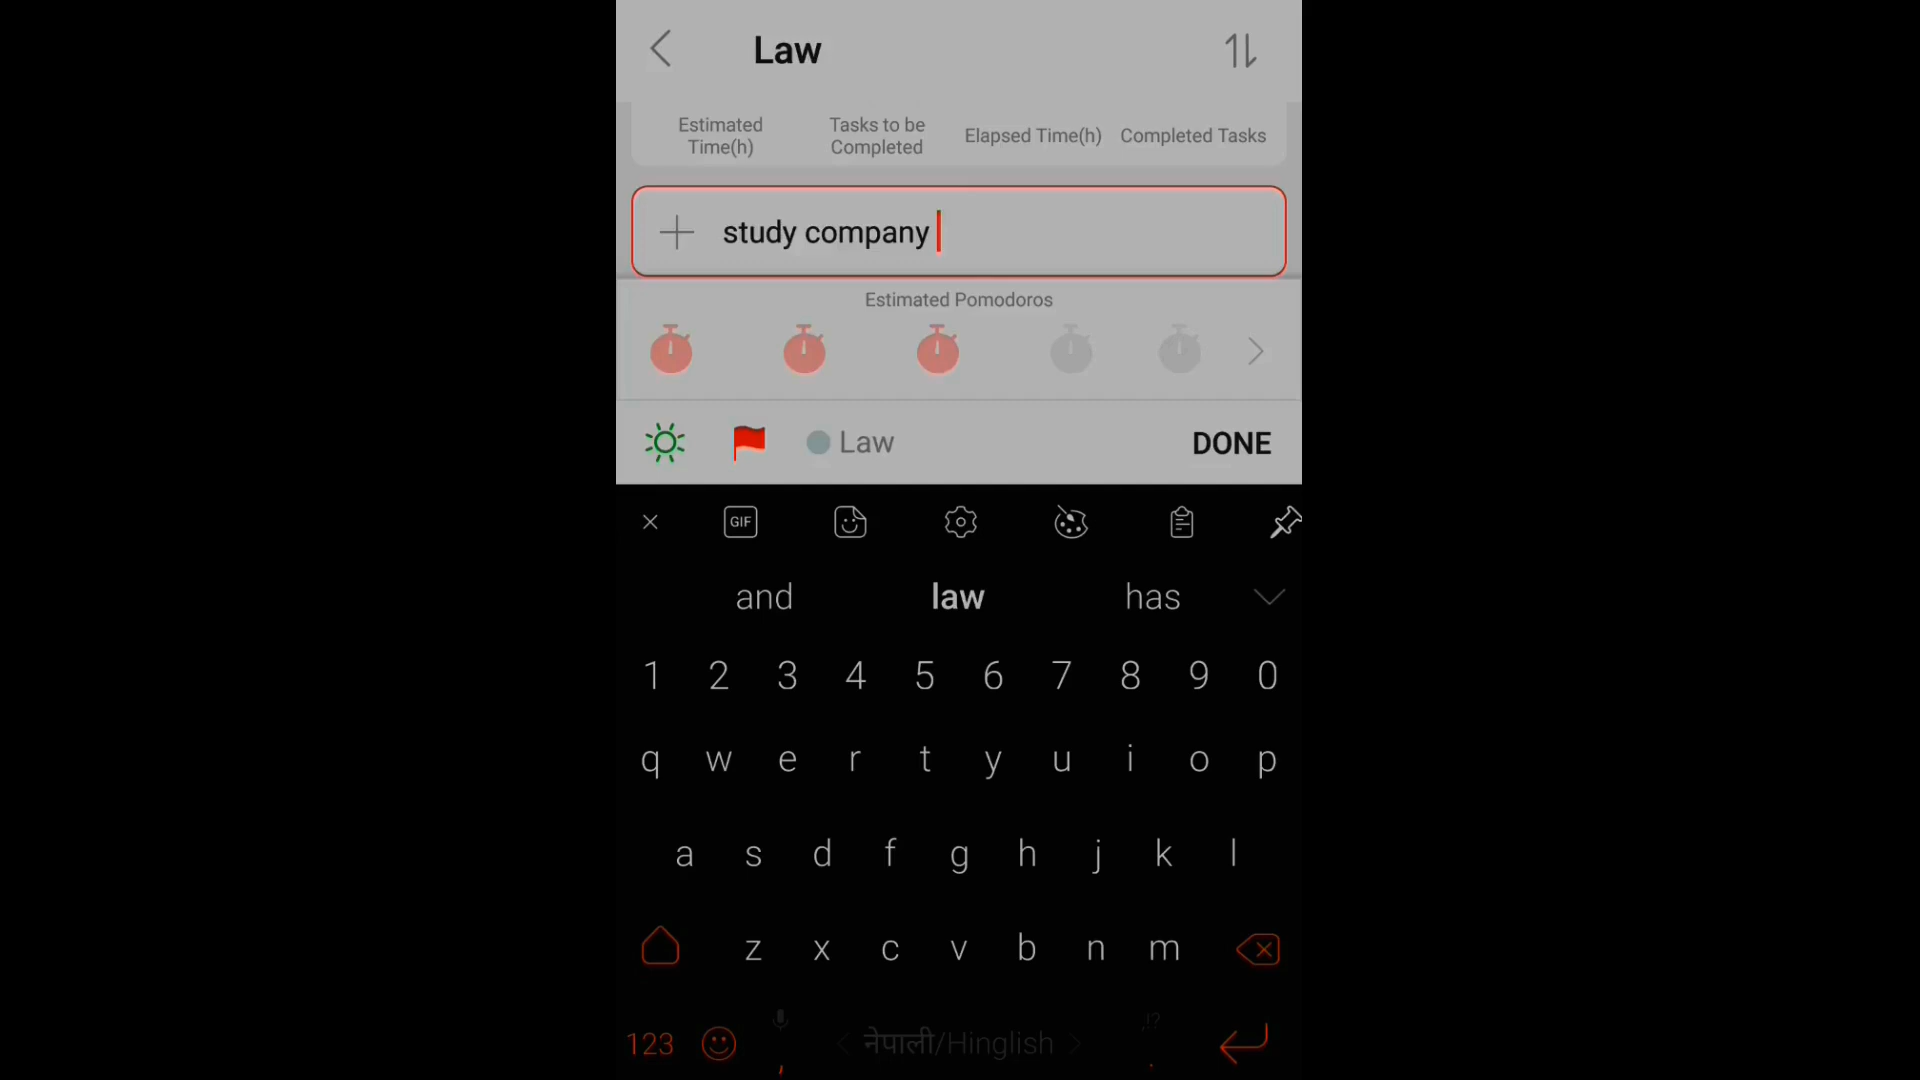 Law
Estimated Time(h)
Tasks to be Completed
Elapsed Time(h)
Completed Tasks
study company
Estimated Pomodoros
Law
DONE
GIF
and law has
1 2 3 4 5 6 7 8 9 0
q w e r t y u i o p
a s d f g h j k l
z x c v b n m
!?
123 , < नेपाली/Hinglish > .